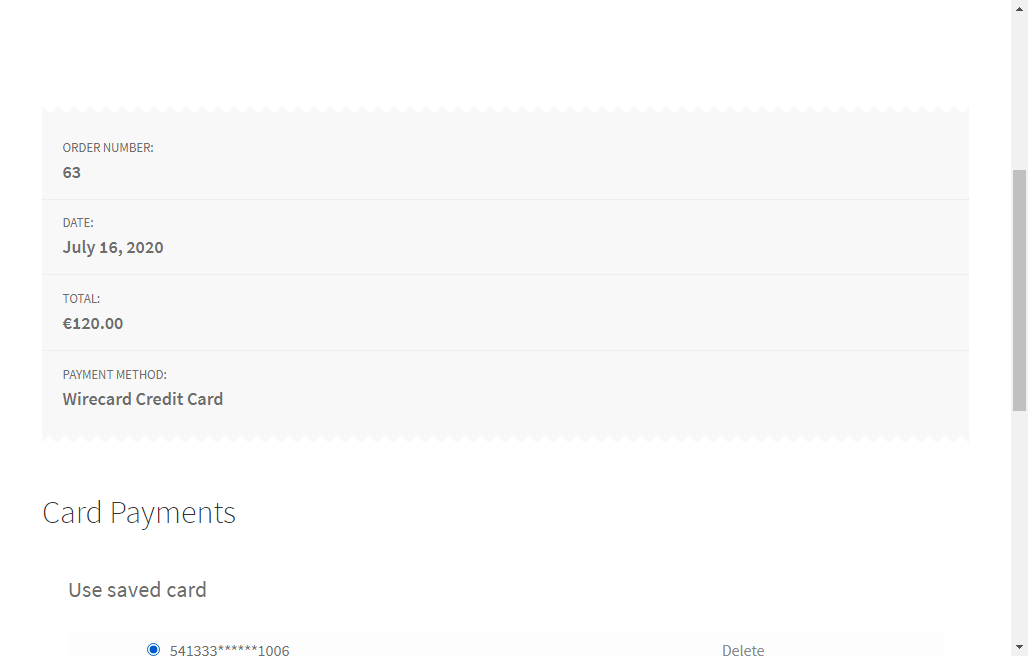 ORDER NUMBER:
63
DATE:
July 16, 2020
TOTAL:
€120.00
PAYMENT METHOD:
Wirecard Credit Card
Card Payments
Use saved card
541333******1006 Delete